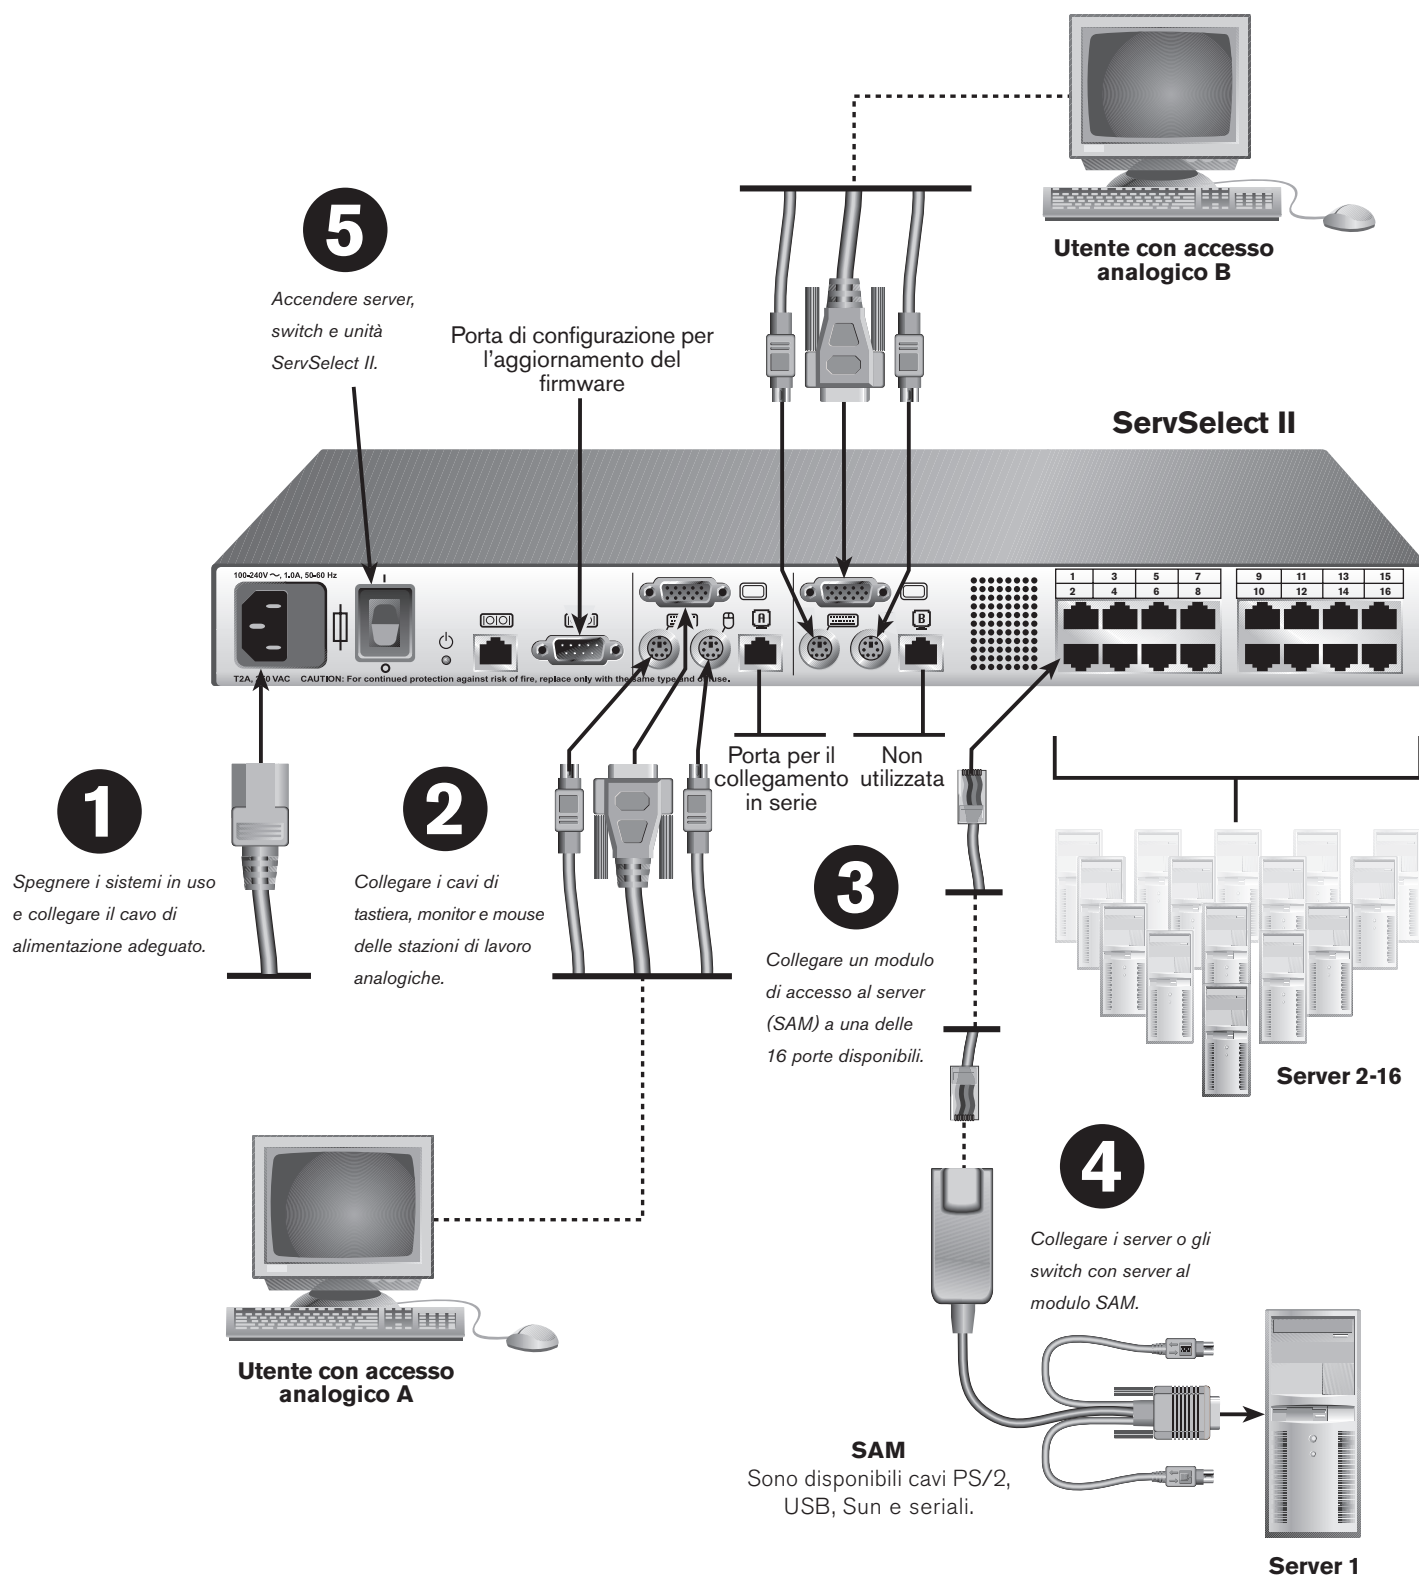 Utente con accesso
analogico B
5
Accendere server,
switch e unità
ServSelect II.
Porta di configurazione per
l'aggiornamento del
firmware
ServSelect II
100-240V ~, 1.0A, 50-60 Hz
I
O
A
B
1 3 5 7
2 4 6 8
9 11 13 15
10 12 14 16
CAUTION: For continued protection against risk of fire, replace only with the same type and
Porta per il
collegamento
in serie
Non
utilizzata
1
Spegnere i sistemi in uso
e collegare il cavo di
alimentazione adeguato.
2
Collegare i cavi di
tastiera, monitor e mouse
delle stazioni di lavoro
analogiche.
3
Collegare un modulo
di accesso al server
(SAM) a una delle
16 porte disponibili.
Server 2-16
4
Collegare i server o gli
switch con server al
modulo SAM.
Utente con accesso
analogico A
SAM
Sono disponibili cavi PS/2,
USB, Sun e seriali.
Server 1